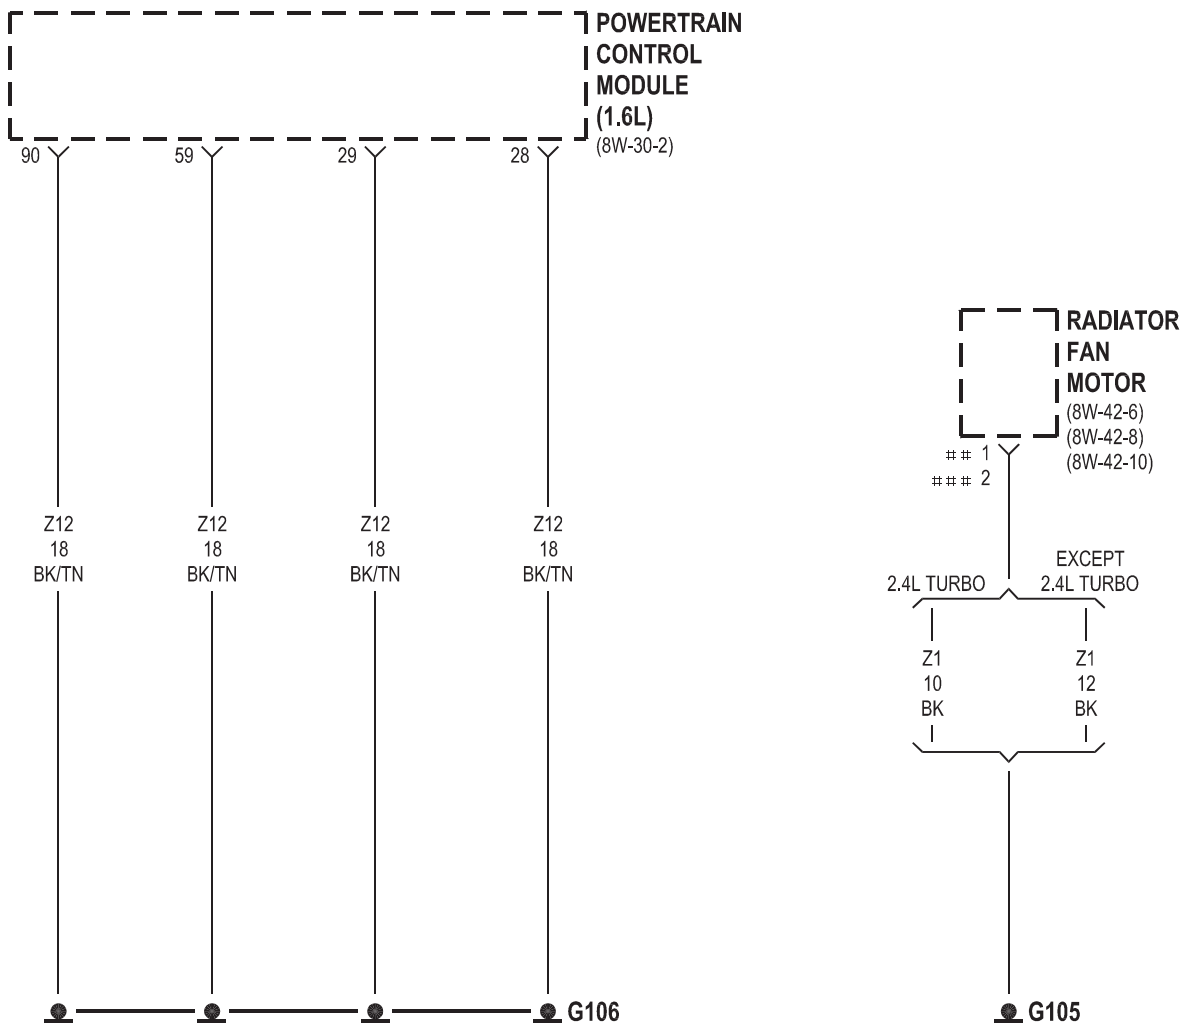 POWERTRAIN
CONTROL
MODULE
(1.6L)
(8W-30-2)
90
59
29
28
RADIATOR
FAN
MOTOR
(8W-42-6)
(8W-42-8)
(8W-42-10)
## 1
### 2
Z12
18
BK/TN
Z12
18
BK/TN
Z12
18
BK/TN
Z12
18
BK/TN
2.4L TURBO
EXCEPT
2.4L TURBO
Z1
10
BK
Z1
12
BK
G106
G105